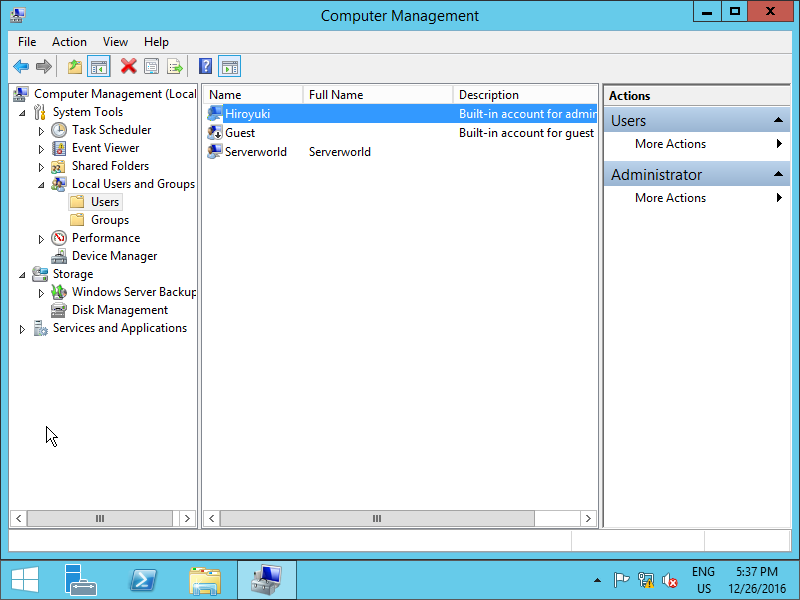 Computer Management
File Action View Help
Computer Management (Local
System Tools
Task Scheduler
Event Viewer
Shared Folders
Local Users and Groups
Users
Groups
Performance
Device Manager
Storage
Windows Server Backup
Disk Management
Services and Applications
Name Full Name Description
Hiroyuki Built-in account for admin
Guest Built-in account for guest
Serverworld Serverworld
Actions
Users
More Actions
Administrator
More Actions
ENG 5:37 PM
US 12/26/2016